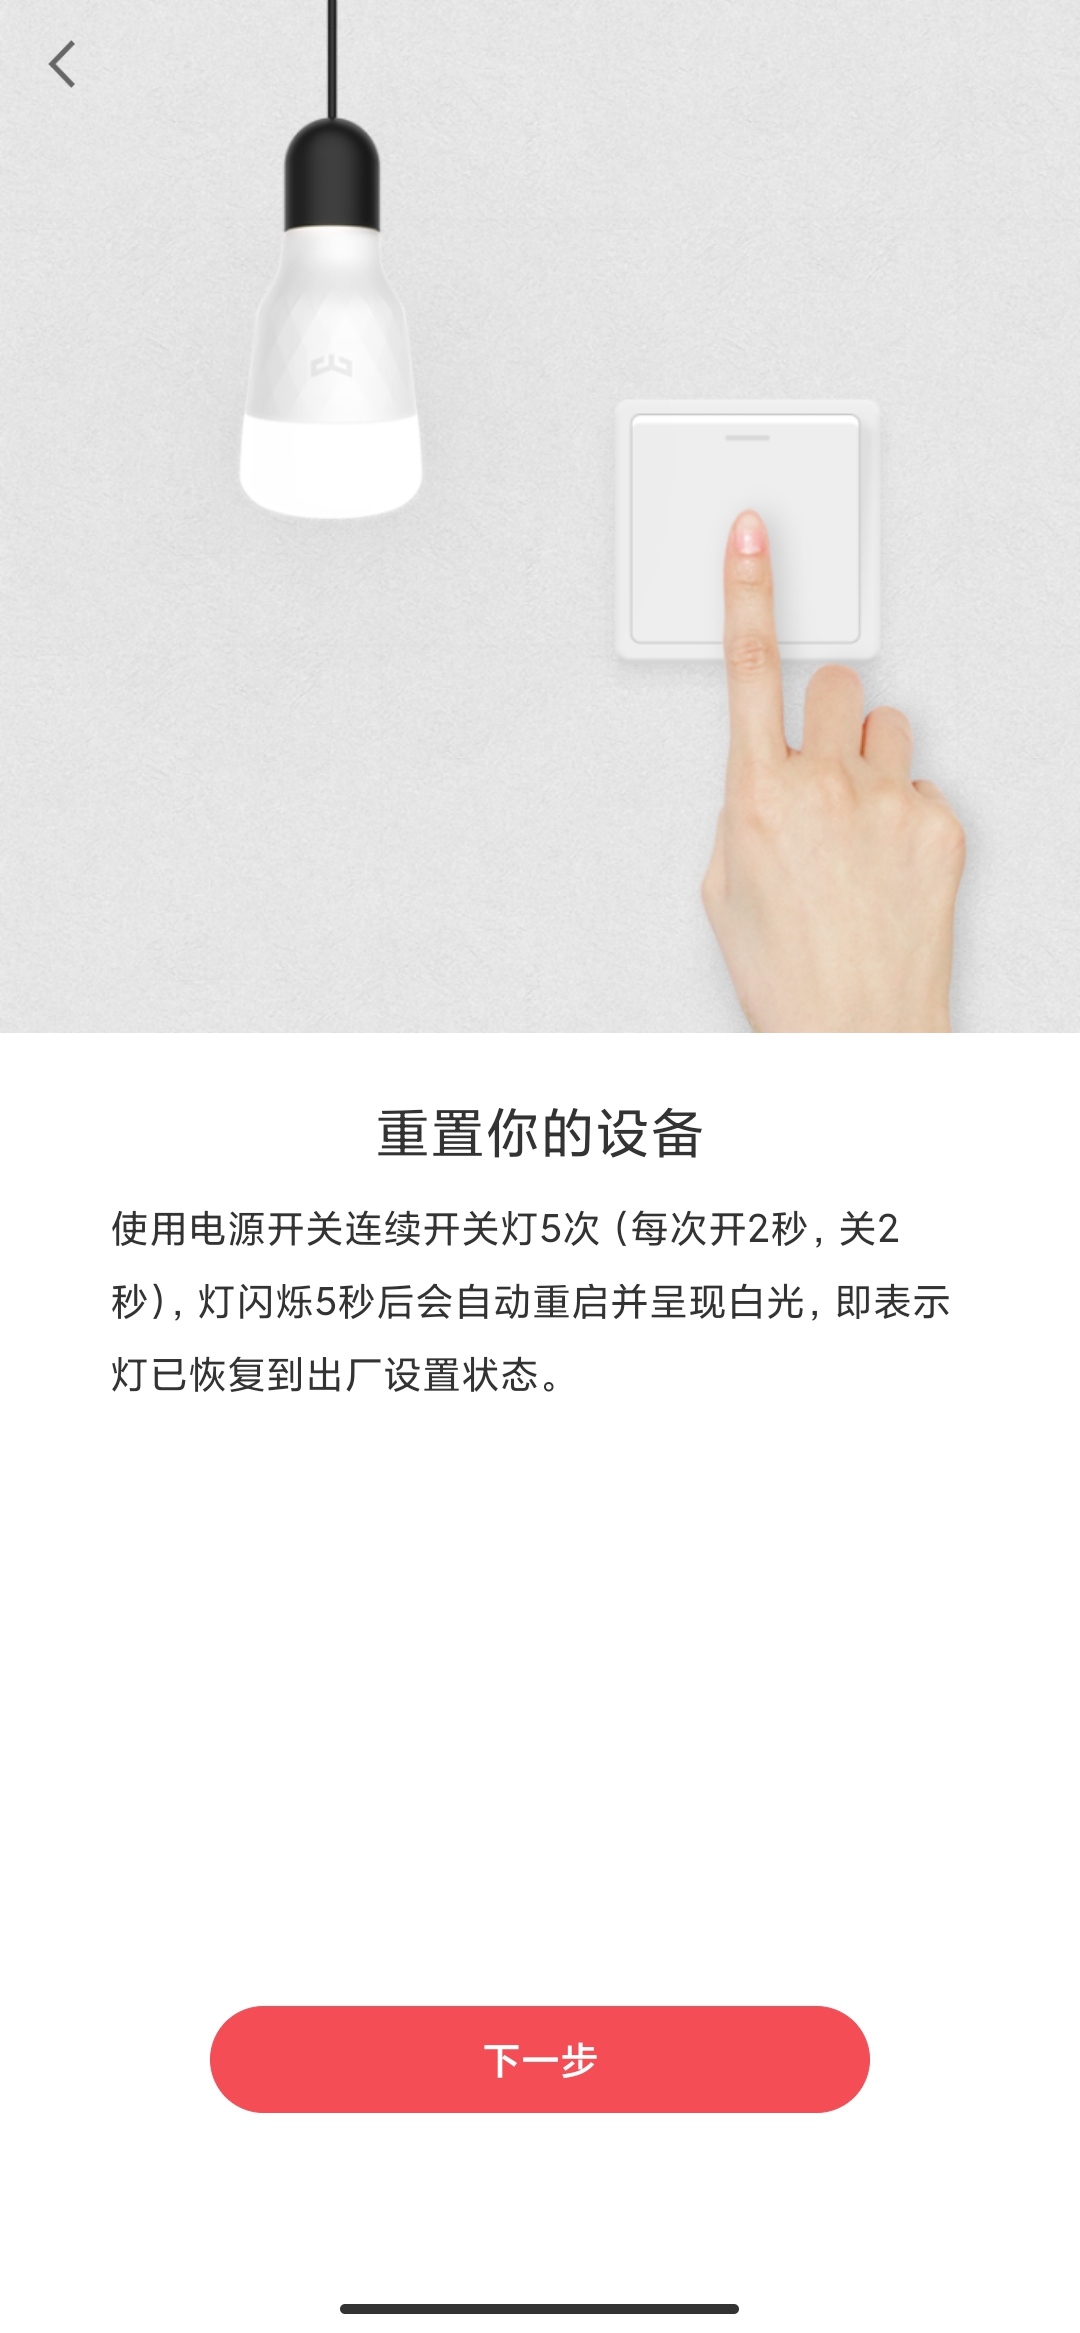 重置你的设备
使用电源开关连续开关灯5次 (每次开2秒, 关2
秒), 灯闪烁5秒后会自动重启并呈现白光, 即表示
灯已恢复到出厂设置状态。
下一步